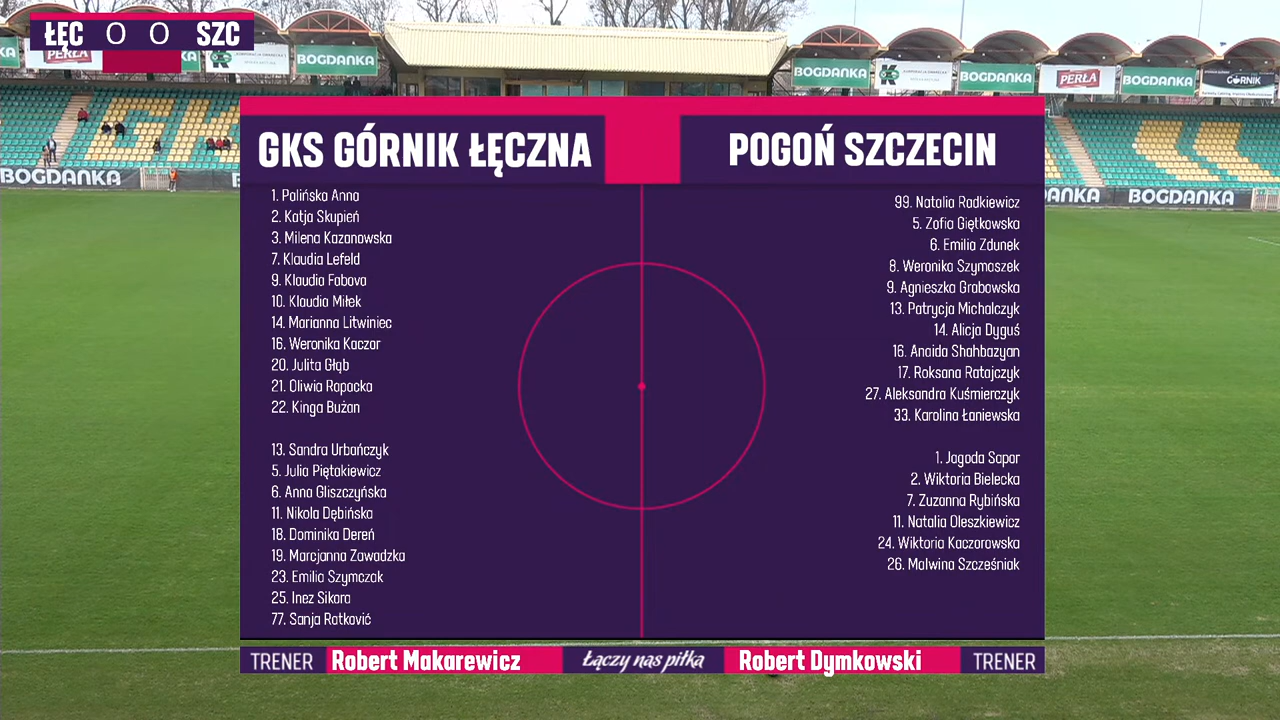 ŁĘC 0 0 SZC
PERŁA
BOGDANKA
BOGDANKA
BOGDANKA
PERŁA
BOGDANKA
GÓRNIK
BOGDANKA
BOGDANKA
GKS GÓRNIK ŁĘCZNA
POGOŃ SZCZECIN
1. Palińska Anna
2. Katja Skupień
3. Milena Kazanowska
7. Klaudia Lefeld
9. Klaudia Fabova
10. Klaudia Miłek
14. Marianna Litwiniec
16. Weronika Kaczor
20. Julita Głąb
21. Oliwia Rapacka
22. Kinga Bużan
13. Sandra Urbańczyk
5. Julia Piętakiewicz
6. Anna Gliszczyńska
11. Nikola Dębińska
18. Dominika Dereń
19. Marcjanna Zawadzka
23. Emilia Szymczak
25. Inez Sikora
77. Sanja Ratković
99. Natalia Radkiewicz
5. Zofia Giętkowska
6. Emilia Zdunek
8. Weronika Szymaszek
9. Agnieszka Grabowska
13. Patrycja Michalczyk
14. Alicja Dyguś
16. Anaida Shahbazyan
17. Roksana Ratajczyk
27. Aleksandra Kuśmierczyk
33. Karolina Łaniewska
1. Jagoda Sapor
2. Wiktoria Bielecka
7. Zuzanna Rybińska
11. Natalia Oleszkiewicz
24. Wiktoria Kaczorowska
26. Malwina Szcześniak
TRENER Robert Makarewicz Łączy nas piłka Robert Dymkowski TRENER